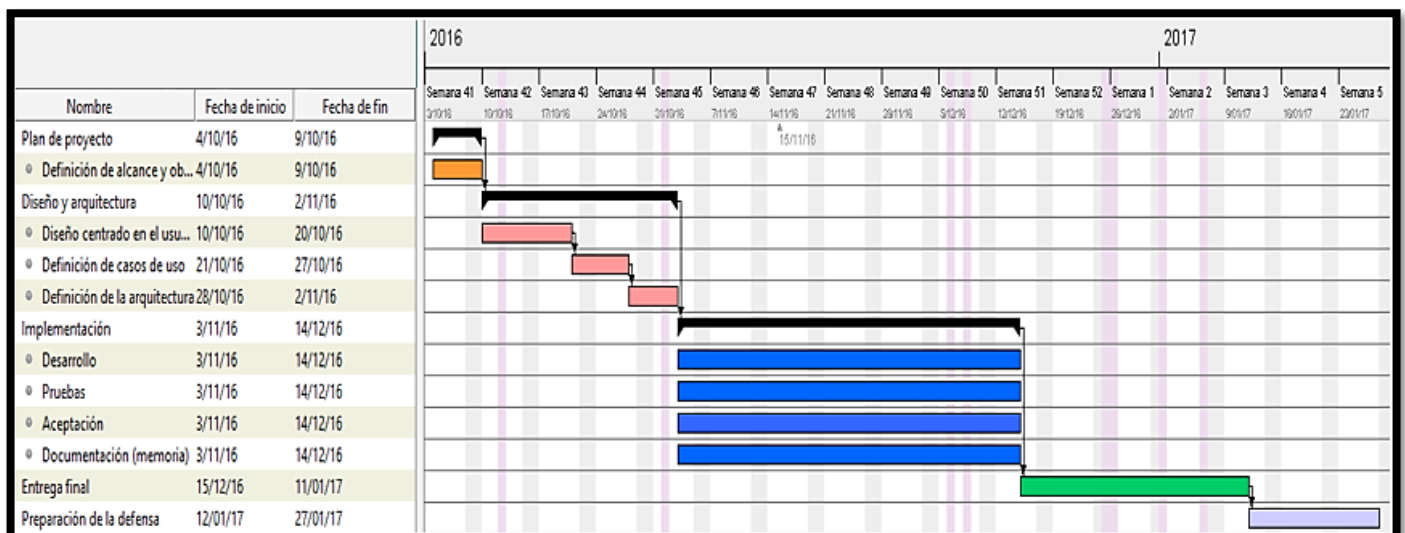 2016 2017
Semana 41 Semana 42 Semana 43 Semana 44 Semana 45 Semana 46 Semana 47 Semana 48 Semana 49 Semana 50 Semana 51 Semana 52 Semana 1 Semana 2 Semana 3 Semana 4 Semana 5
Nombre Fecha de inicio Fecha de fin
3/10/16 10/10/16 17/10/16 24/10/16 31/10/16 7/11/16 14/11/16 21/11/16 28/11/16 5/12/16 12/12/16 19/12/16 26/12/16 2/01/17 9/01/17 16/01/17 23/01/17
Plan de proyecto 4/10/16 9/10/16 15/11/16
Definición de alcance y ob... 4/10/16 9/10/16
Diseño y arquitectura 10/10/16 2/11/16
Diseño centrado en el usu... 10/10/16 20/10/16
Definición de casos de uso 21/10/16 27/10/16
Definición de la arquitectura 28/10/16 2/11/16
Implementación 3/11/16 14/12/16
Desarrollo 3/11/16 14/12/16
Pruebas 3/11/16 14/12/16
Aceptación 3/11/16 14/12/16
Documentación (memoria) 3/11/16 14/12/16
Entrega final 15/12/16 11/01/17
Preparación de la defensa 12/01/17 27/01/17